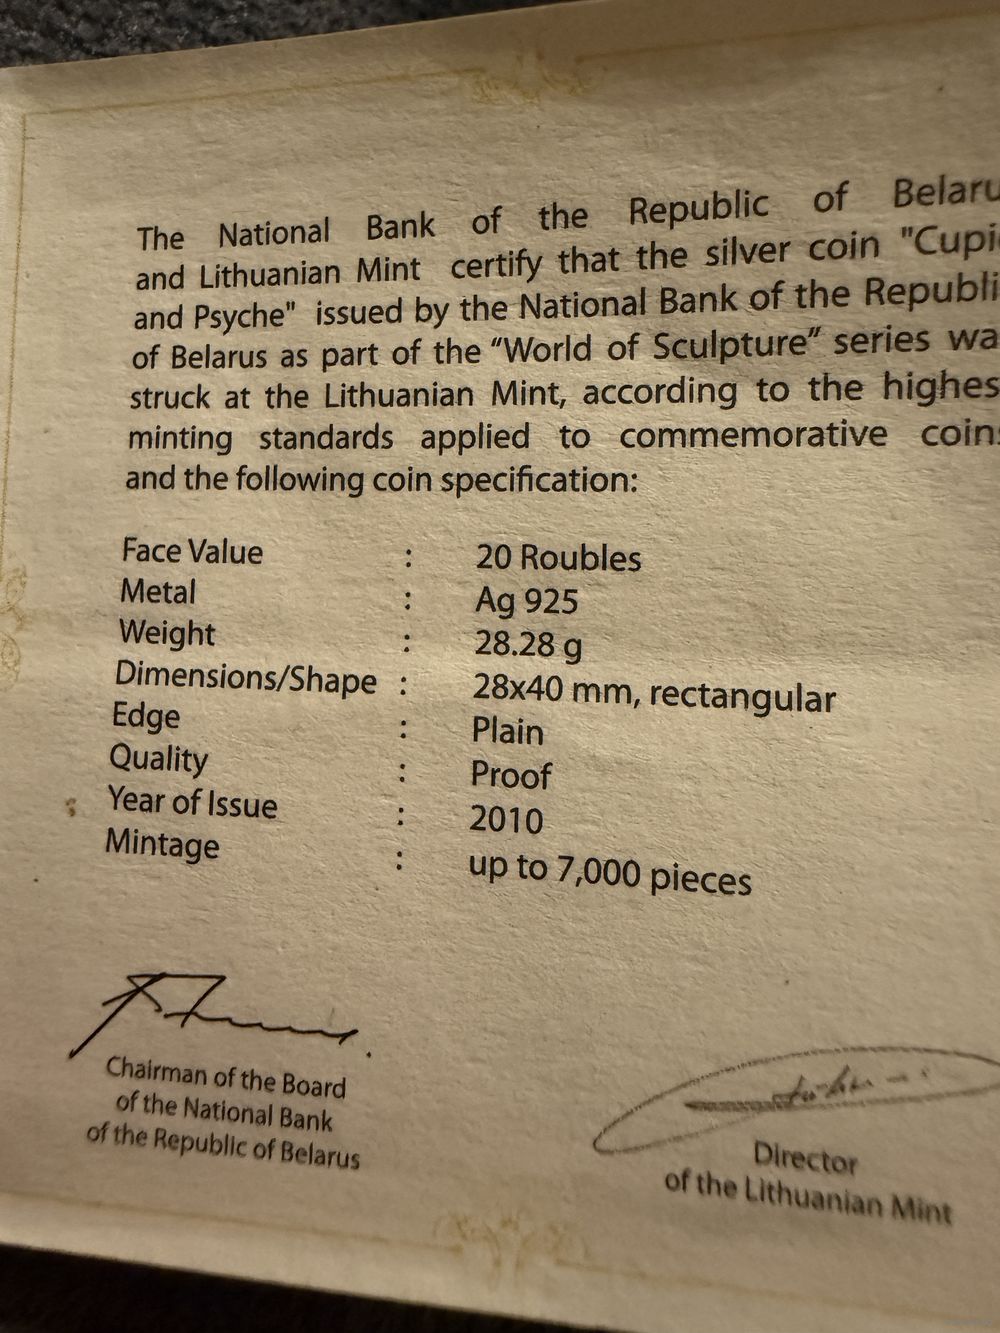 The National Bank of the Republic of Belaru
and Lithuanian Mint certify that the silver coin "Cupi
and Psyche" issued by the National Bank of the Republi
of Belarus as part of the “World of Sculpture” series wa
struck at the Lithuanian Mint, according to the highes
minting standards applied to commemorative coins
and the following coin specification:
Face Value : 20 Roubles
Metal : Ag 925
Weight : 28.28 g
Dimensions/Shape : 28x40 mm, rectangular
Edge : Plain
Quality : Proof
Year of Issue : 2010
Mintage : up to 7,000 pieces
Chairman of the Board
of the National Bank
of the Republic of Belarus
Director
of the Lithuanian Mint